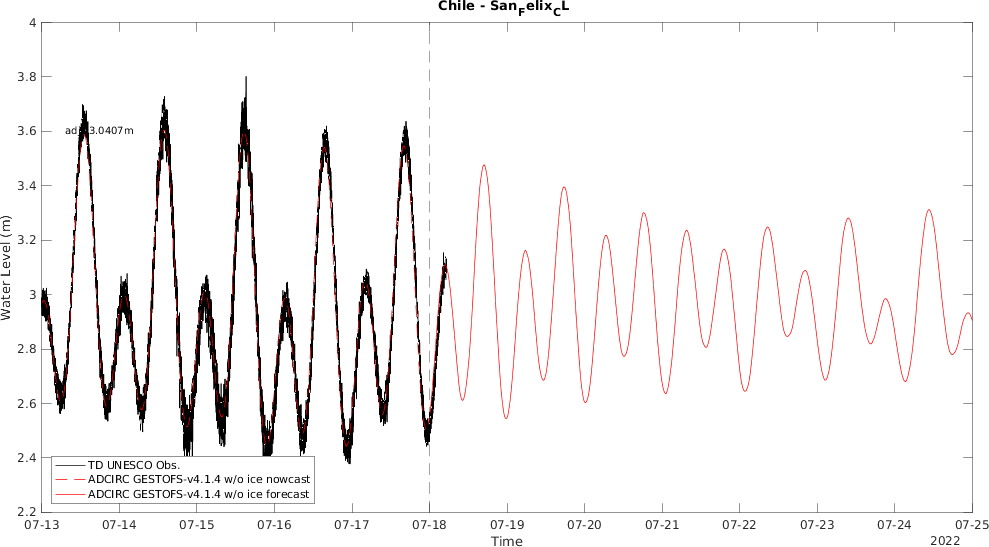 Chile - San_Felix_CL
4
3.8
3.6
3.4
3.2
3
2.8
2.6
2.4
2.2
Water Level (m)
3.0407m
TD UNESCO Obs.
ADCIRC GESTOFS-v4.1.4 w/o ice nowcast
ADCIRC GESTOFS-v4.1.4 w/o ice forecast
07-13 07-14 07-15 07-16 07-17 07-18 07-19 07-20 07-21 07-22 07-23 07-24 07-25
Time
2022